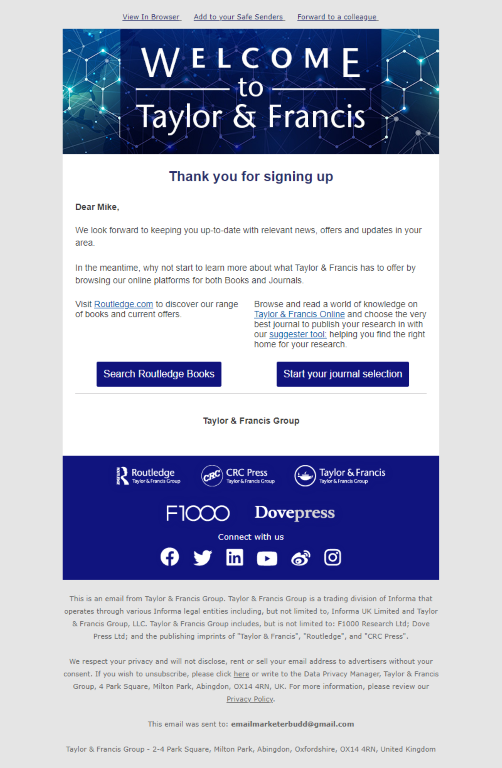 View In Browser   Add to your Safe Senders   Forward to a colleague
WELCOME
to
Taylor & Francis
Thank you for signing up
Dear Mike,
We look forward to keeping you up-to-date with relevant news, offers and updates in your
area.
In the meantime, why not start to learn more about what Taylor & Francis has to offer by
browsing our online platforms for both Books and Journals.
Visit Routledge.com to discover our range
of books and current offers.
Search Routledge Books
Browse and read a world of knowledge on
Taylor & Francis Online and choose the very
best journal to publish your research in with
our suggester tool; helping you find the right
home for your research.
Start your journal selection
Taylor & Francis Group
R Routledge
Taylor & Francis Group
CRC CRC Press
Taylor & Francis Group
Taylor & Francis
Taylor & Francis Group
F1000 Dovepress
Connect with us
This is an email from Taylor & Francis Group. Taylor & Francis Group is a trading division of Informa that
operates through various Informa legal entities including, but not limited to, Informa UK Limited and Taylor
& Francis Group, LLC. Taylor & Francis Group includes, but is not limited to: F1000 Research Ltd; Dove
Press Ltd; and the publishing imprints of "Taylor & Francis", "Routledge", and "CRC Press".
We respect your privacy and will not disclose, rent or sell your email address to advertisers without your
consent. If you wish to unsubscribe, please click here or write to the Data Privacy Manager, Taylor & Francis
Group, 4 Park Square, Milton Park, Abingdon, OX14 4RN, UK. For more information, please review our
Privacy Policy.
This email was sent to: emailmarketerbudd@gmail.com
Taylor & Francis Group - 2-4 Park Square, Milton Park, Abingdon, Oxfordshire, OX14 4RN, United Kingdom